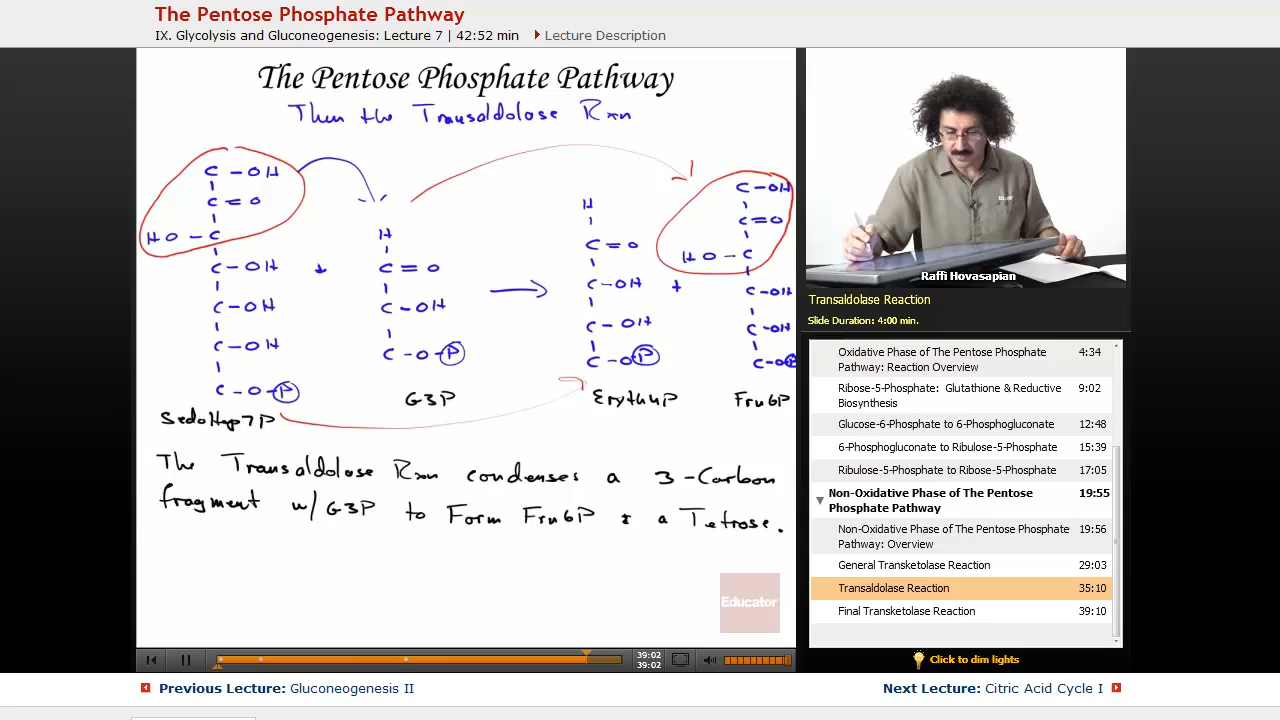 The Pentose Phosphate Pathway
IX. Glycolysis and Gluconeogenesis: Lecture 7 | 42:52 min
Lecture Description
The Pentose Phosphate Pathway
Then the Transaldolose Rxn
C - OH
C = O
HO - C
C - OH
C - OH
C - OH
C - O - P
SedoHep7P
+
H
C = O
C - OH
C - O - P
G3P
H
C = O
C - OH
C - OH
C - O P
Eryth4P
+
C - OH
C = O
HO - C
C - OH
C - OH
C - O P
Fru6P
The Transaldolase Rxn condenses a 3-Carbon
fragment w/ G3P to Form Fru6P & a Tetrose.
Educator
Raffi Hovasapian
Transaldolase Reaction
Slide Duration: 4:00 min.
Oxidative Phase of The Pentose Phosphate
Pathway: Reaction Overview 4:34
Ribose-5-Phosphate: Glutathione & Reductive
Biosynthesis 9:02
Glucose-6-Phosphate to 6-Phosphogluconate 12:48
6-Phosphogluconate to Ribulose-5-Phosphate 15:39
Ribulose-5-Phosphate to Ribose-5-Phosphate 17:05
Non-Oxidative Phase of The Pentose
Phosphate Pathway 19:55
Non-Oxidative Phase of The Pentose Phosphate
Pathway: Overview 19:56
General Transketolase Reaction 29:03
Transaldolase Reaction 35:10
Final Transketolase Reaction 39:10
39:02
39:02
Click to dim lights
Previous Lecture: Gluconeogenesis II
Next Lecture: Citric Acid Cycle I